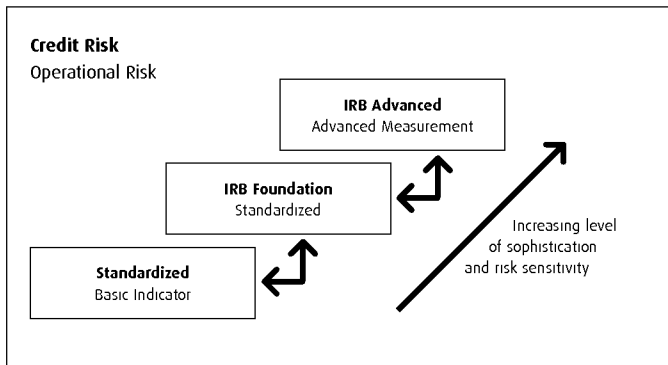 Credit Risk
Operational Risk
IRB Advanced
Advanced Measurement
IRB Foundation
Standardized
Standardized
Basic Indicator
Increasing level
of sophistication
and risk sensitivity